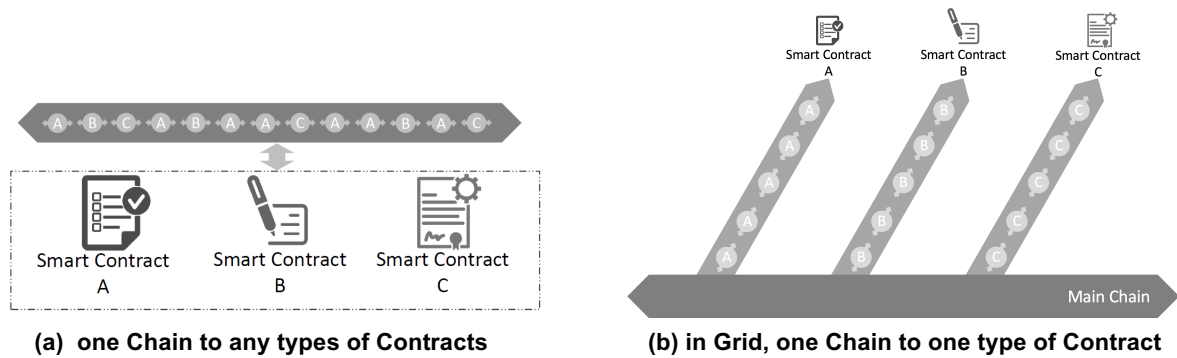 A B C A B A A C A A B A C
Smart Contract
A
Smart Contract
B
Smart Contract
C
(a) one Chain to any types of Contracts
Smart Contract
A
Smart Contract
B
Smart Contract
C
A
A
A
A
A
B
B
B
B
B
C
C
C
C
C
Main Chain
(b) in Grid, one Chain to one type of Contract